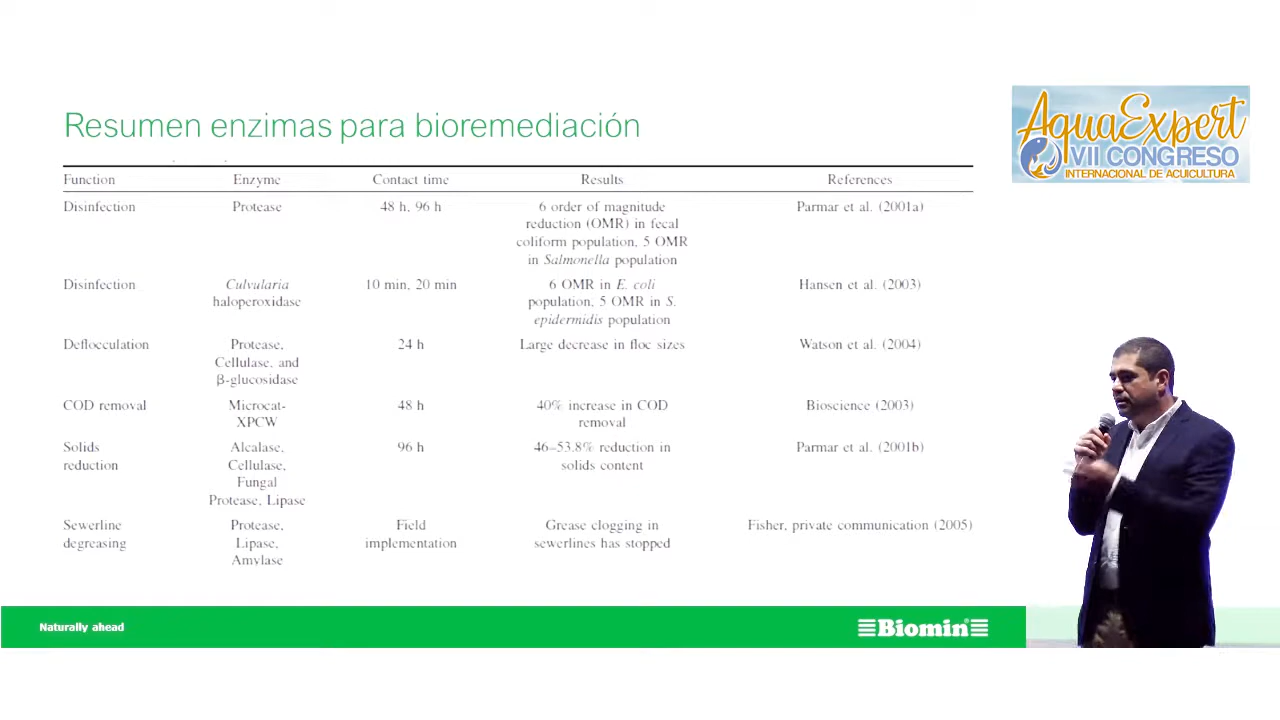 Resumen enzimas para bioremediación
AquaExpert
VII CONGRESO
INTERNACIONAL DE ACUICULTURA
Function Enzyme Contact time Results References
Disinfection Protease 48 h, 96 h 6 order of magnitude Parmar et al. (2001a)
reduction (OMR) in fecal
coliform population, 5 OMR
in Salmonella population
Disinfection Culvularia 10 min, 20 min 6 OMR in E. coli Hansen et al. (2003)
haloperoxidase population, 5 OMR in S.
epidermidis population
Deflocculation Protease, 24 h Large decrease in floc sizes Watson et al. (2004)
Cellulase, and
β-glucosidase
COD removal Microcat- 48 h 40% increase in COD Bioscience (2003)
XPCW removal
Solids Alcalase, 96 h 46–53.8% reduction in Parmar et al. (2001b)
reduction Cellulase, solids content
Fungal
Protease, Lipase
Sewerline Protease, Field Grease clogging in Fisher, private communication (2005)
degreasing Lipase, implementation sewerlines has stopped
Amylase
Naturally ahead
Biomin®